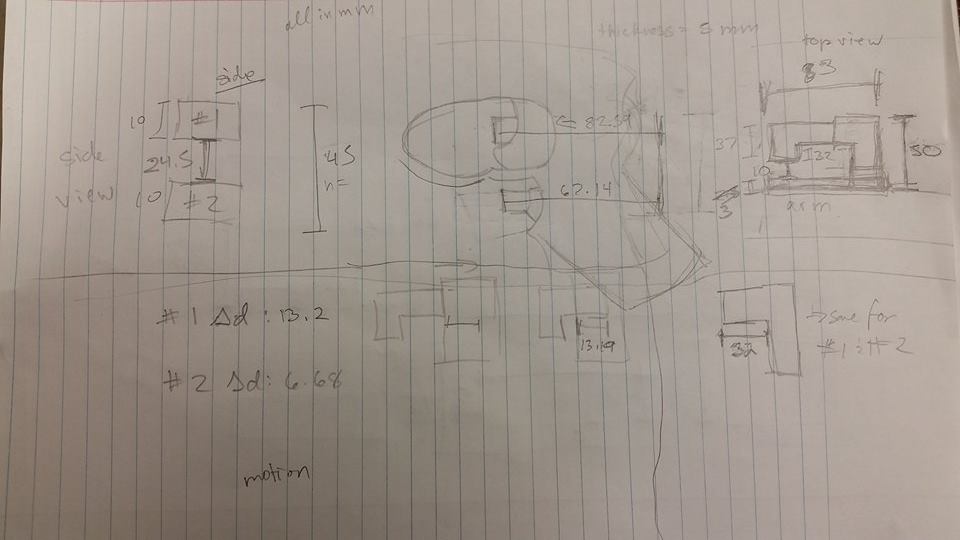 all in mm
thickness = 5 mm
top view
side
33
10
#1
82.59
37
32
50
side
24.5
45
h=
10
view
10
#2
62.14
3
arm
#1 Δd: 13.2
13.19
32
→ same for
#1 & #2
#2 Δd: 6.68
motion